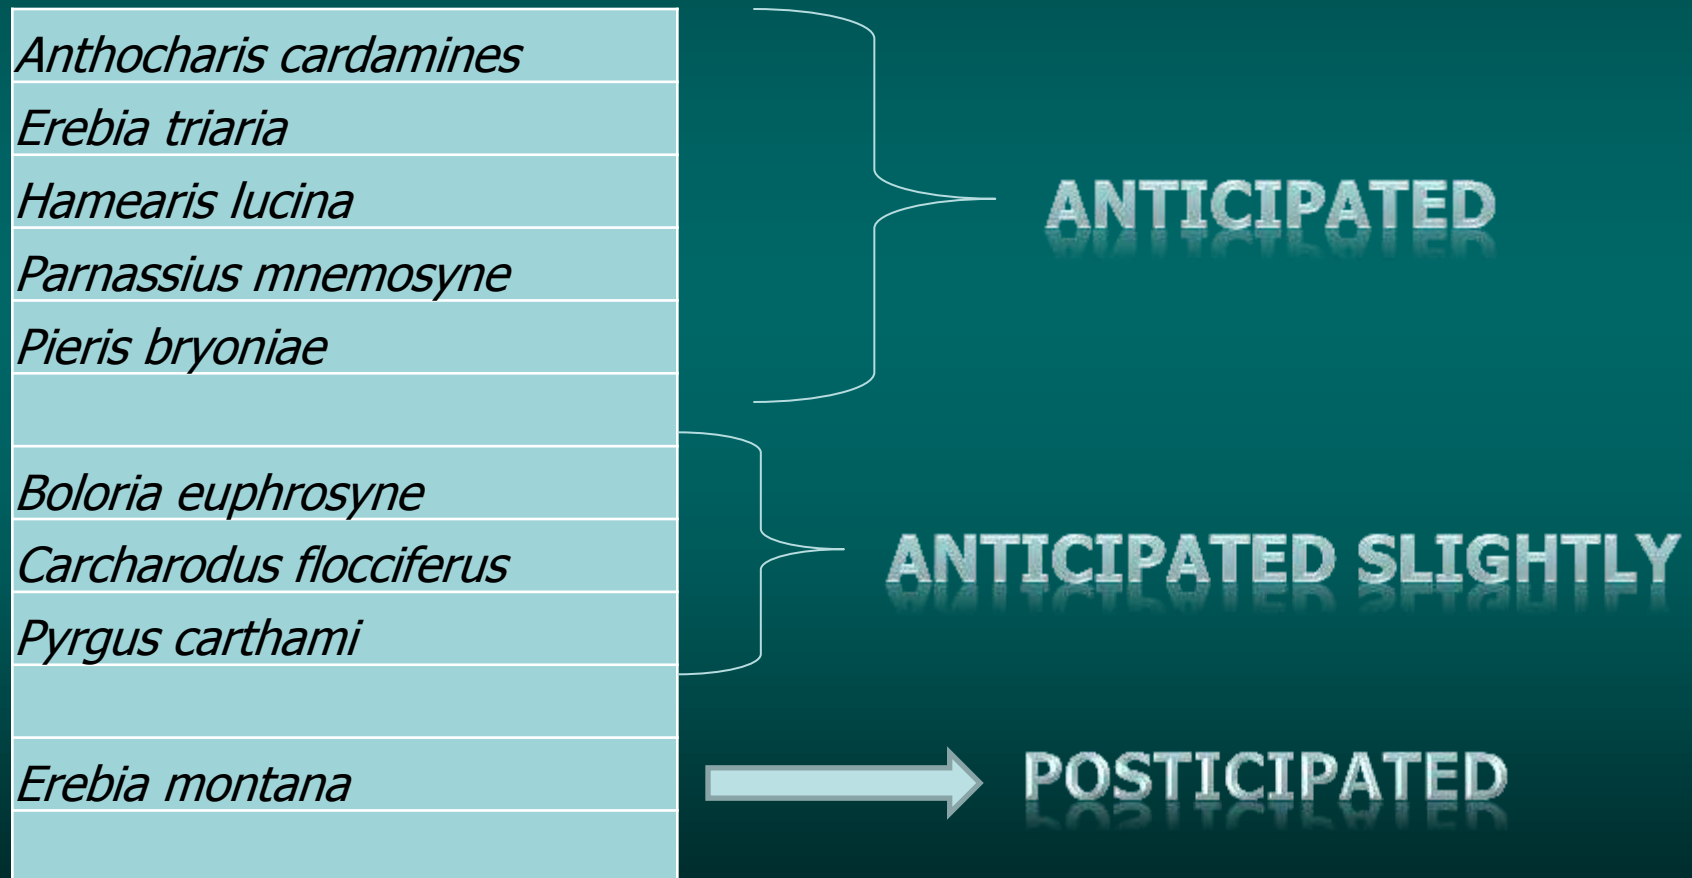 Anthocharis cardamines
Erebia triaria
Hamearis lucina
Parnassius mnemosyne
Pieris bryoniae
ANTICIPATED
Boloria euphrosyne
Carcharodus flocciferus
Pyrgus carthami
ANTICIPATED SLIGHTLY
Erebia montana
POSTICIPATED